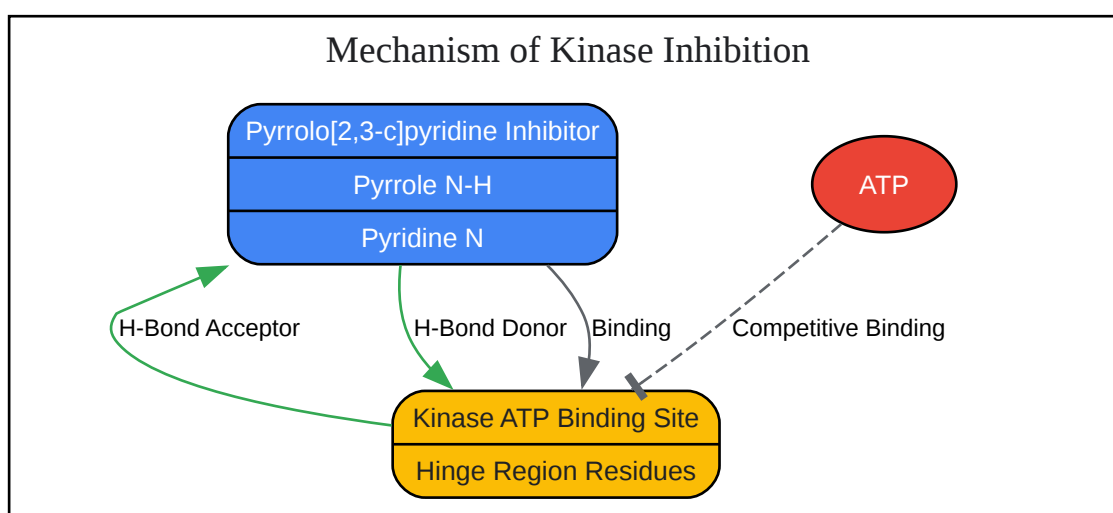 Mechanism of Kinase Inhibition
Pyrrolo[2,3-c]pyridine Inhibitor
Pyrrole N-H
Pyridine N
ATP
H-Bond Acceptor
H-Bond Donor
Binding
Competitive Binding
Kinase ATP Binding Site
Hinge Region Residues